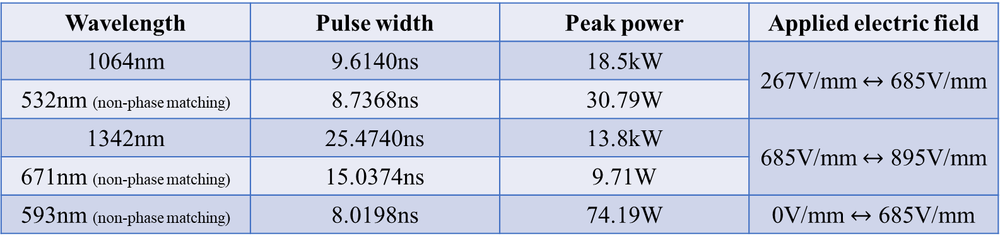 Wavelength Pulse width Peak power Applied electric field
1064nm 9.6140ns 18.5kW 267V/mm ↔ 685V/mm
532nm (non-phase matching) 8.7368ns 30.79W
1342nm 25.4740ns 13.8kW 685V/mm ↔ 895V/mm
671nm (non-phase matching) 15.0374ns 9.71W
593nm (non-phase matching) 8.0198ns 74.19W 0V/mm ↔ 685V/mm